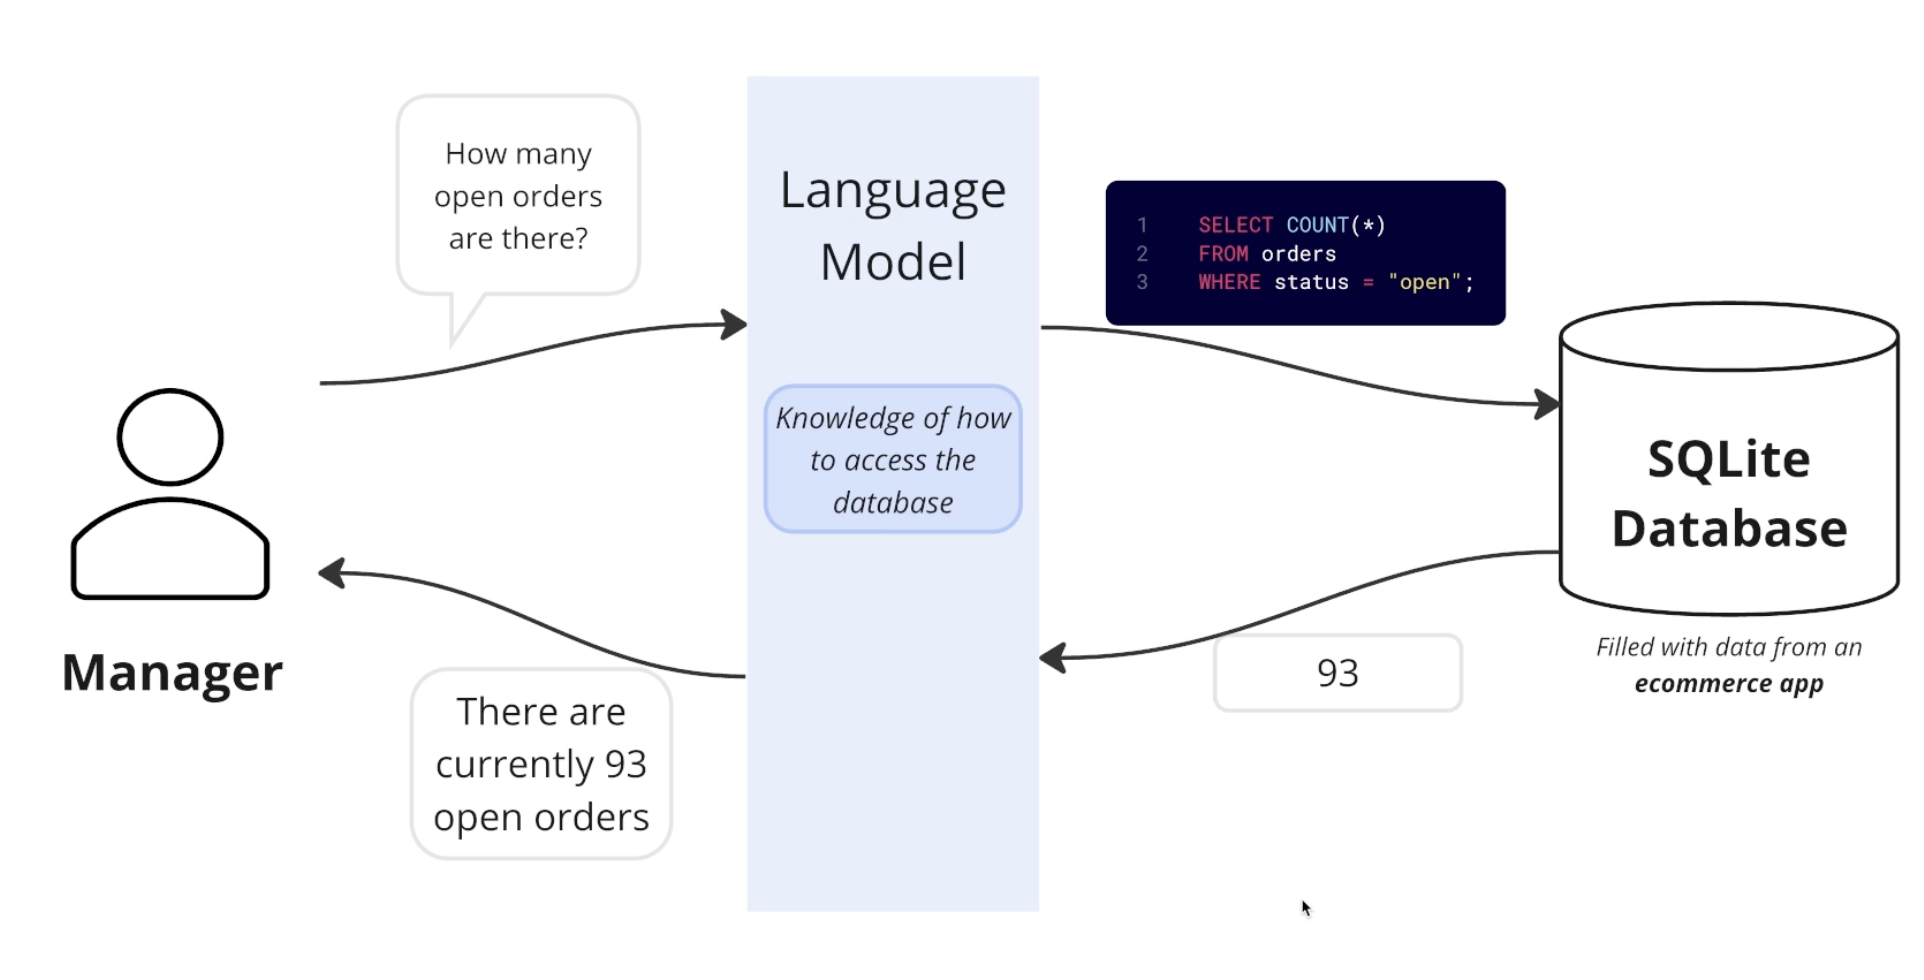 How many
open orders
are there?
Language
Model
1 SELECT COUNT(*)
2 FROM orders
3 WHERE status = "open";
Knowledge of how
to access the
database
SQLite
Database
Filled with data from an
ecommerce app
93
Manager
There are
currently 93
open orders